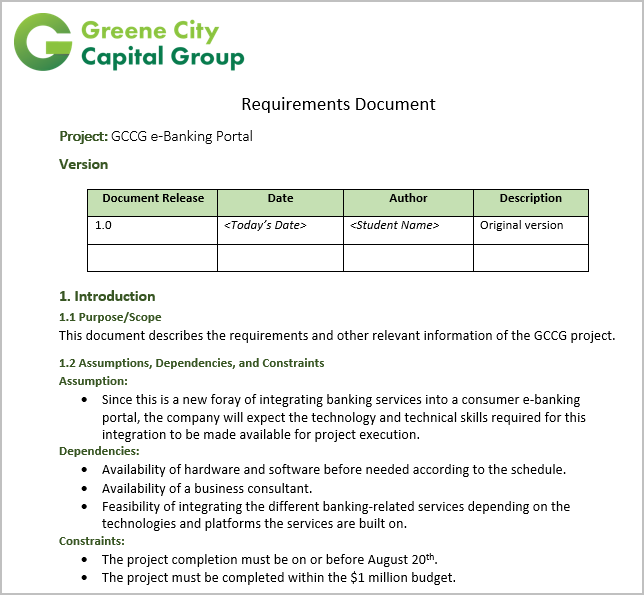 Greene City
Capital Group
Requirements Document
Project: GCCG e-Banking Portal
Version
Document Release Date Author Description
1.0 <Today's Date> <Student Name> Original version
1. Introduction
1.1 Purpose/Scope
This document describes the requirements and other relevant information of the GCCG project.
1.2 Assumptions, Dependencies, and Constraints
Assumption:
• Since this is a new foray of integrating banking services into a consumer e-banking
portal, the company will expect the technology and technical skills required for this
integration to be made available for project execution.
Dependencies:
• Availability of hardware and software before needed according to the schedule.
• Availability of a business consultant.
• Feasibility of integrating the different banking-related services depending on the
technologies and platforms the services are built on.
Constraints:
• The project completion must be on or before August 20th.
• The project must be completed within the $1 million budget.